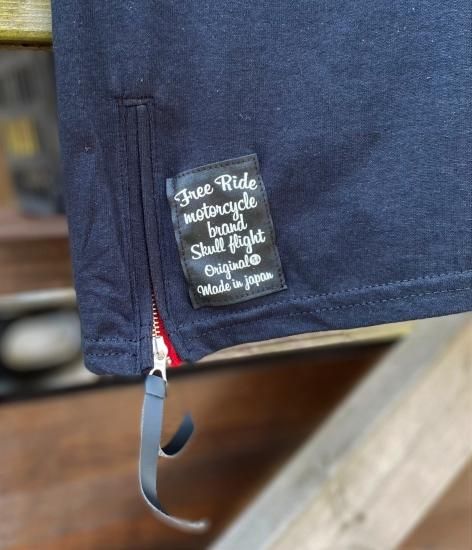 Free Ride
motorcycle
brand
Skull flight
Original
Made in japan